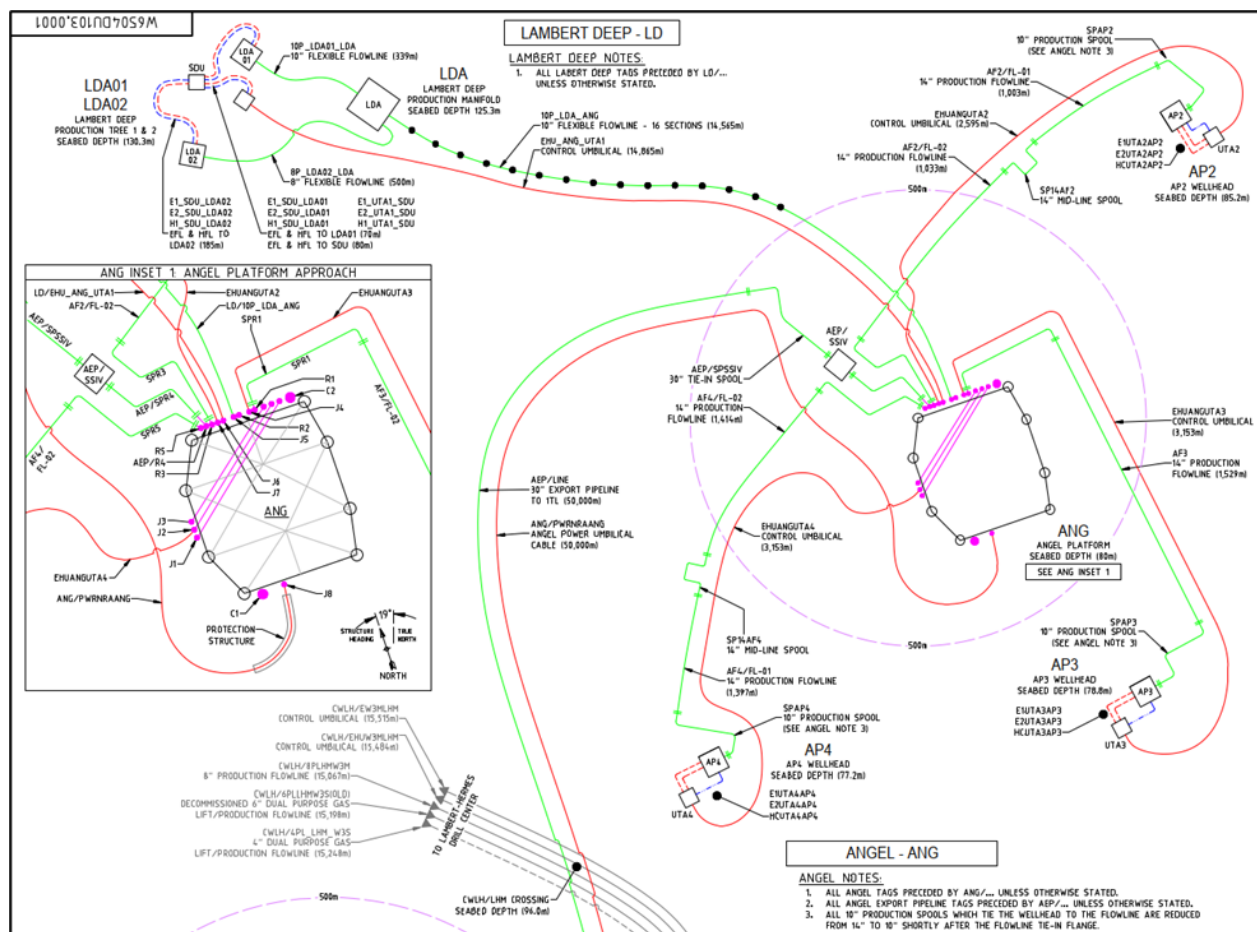 W6504DU103.0001
LAMBERT DEEP - LD
LAMBERT DEEP NOTES:
1. ALL LABERT DEEP TAGS PRECEDED BY LD/...
UNLESS OTHERWISE STATED.
10P_LDA01_LDA
10" FLEXIBLE FLOWLINE (339m)
SDU
LDA
01
LDA
LAMBERT DEEP
PRODUCTION MANIFOLD
SEABED DEPTH 125.3m
LDA
LDA01
LDA02
LAMBERT DEEP
PRODUCTION TREE 1 & 2
SEABED DEPTH (130.3m)
LDA
02
10P_LDA_ANG
10" FLEXIBLE FLOWLINE - 16 SECTIONS (14,565m)
EHU_ANG_UTA1
CONTROL UMBILICAL (14,865m)
8P_LDA02_LDA
8" FLEXIBLE FLOWLINE (500m)
E1_SDU_LDA02
E2_SDU_LDA02
H1_SDU_LDA02
EFL & HFL TO
LDA02 (185m)
E1_SDU_LDA01
E2_SDU_LDA01
H1_SDU_LDA01
EFL & HFL TO LDA01 (70m)
EFL & HFL TO SDU (80m)
E1_UTA1_SDU
E2_UTA1_SDU
H1_UTA1_SDU
SPAP2
10" PRODUCTION SPOOL
(SEE ANGEL NOTE 3)
AF2/FL-01
14" PRODUCTION
FLOWLINE
(1,003m)
EHUANGUTA2
CONTROL UMBILICAL (2,595m)
AF2/FL-02
14" PRODUCTION
FLOWLINE
(1,033m)
AP2
UTA2
E1UTA2AP2
E2UTA2AP2
HCUTA2AP2
AP2
AP2 WELLHEAD
SEABED DEPTH (85.2m)
SP14AF2
14" MID-LINE SPOOL
500m
ANG INSET 1: ANGEL PLATFORM APPROACH
LD/EHU_ANG_UTA1
AF2/FL-02
EHUANGUTA2
LD/10P_LDA_ANG
SPR1
EHUANGUTA3
AEP/SPSSIV
AEP/
SSIV
SPR3
AEP/SPR4
SPR5
SPR1
AF3/FL-02
AF4/
FL-02
R1
C2
J4
R2
J5
R5
AEP/R4
R3
J6
J7
ANG
J3
J2
J1
EHUANGUTA4
ANG/PWRNRAANG
C1
J8
PROTECTION
STRUCTURE
19°
STRUCTURE
HEADING
TRUE
NORTH
NORTH
AEP/
SSIV
AEP/SPSSIV
30" TIE-IN SPOOL
AF4/FL-02
14" PRODUCTION
FLOWLINE (1,414m)
AEP/LINE
30" EXPORT PIPELINE
TO 1TL (50,000m)
ANG/PWRNRAANG
ANGEL POWER UMBILICAL
CABLE (50,000m)
EHUANGUTA4
CONTROL UMBILICAL
(3,153m)
EHUANGUTA3
CONTROL UMBILICAL
(3,153m)
AF3
14" PRODUCTION
FLOWLINE (1,529m)
ANG
ANGEL PLATFORM
SEABED DEPTH (80m)
SEE ANG INSET 1
500m
SP14AF4
14" MID-LINE SPOOL
AF4/FL-01
14" PRODUCTION FLOWLINE
(1,397m)
SPAP4
10" PRODUCTION SPOOL
(SEE ANGEL NOTE 3)
AP4
UTA4
AP4
AP4 WELLHEAD
SEABED DEPTH (77.2m)
E1UTA4AP4
E2UTA4AP4
HCUTA4AP4
SPAP3
10" PRODUCTION SPOOL
(SEE ANGEL NOTE 3)
AP3
AP3 WELLHEAD
SEABED DEPTH (78.8m)
E1UTA3AP3
E2UTA3AP3
HCUTA3AP3
AP3
UTA3
CWLH/EW3MLHM
CONTROL UMBILICAL (15,515m)
CWLH/EHUW3MLHM
CONTROL UMBILICAL (15,484m)
CWLH/8PLHMW3M
8" PRODUCTION FLOWLINE (15,067m)
CWLH/6PLLHMW3S(OLD)
DECOMMISSIONED 6" DUAL PURPOSE GAS
LIFT/PRODUCTION FLOWLINE (15,198m)
CWLH/4PL_LHM_W3S
4" DUAL PURPOSE GAS
LIFT/PRODUCTION FLOWLINE (15,248m)
TO LAMBERT-HERMES
DRILL CENTER
500m
CWLH/LHM CROSSING
SEABED DEPTH (96.0m)
ANGEL - ANG
ANGEL NOTES:
1. ALL ANGEL TAGS PRECEDED BY ANG/... UNLESS OTHERWISE STATED.
2. ALL ANGEL EXPORT PIPELINE TAGS PRECEDED BY AEP/... UNLESS OTHERWISE STATED.
3. ALL 10" PRODUCTION SPOOLS WHICH TIE THE WELLHEAD TO THE FLOWLINE ARE REDUCED
FROM 14" TO 10" SHORTLY AFTER THE FLOWLINE TIE-IN FLANGE.